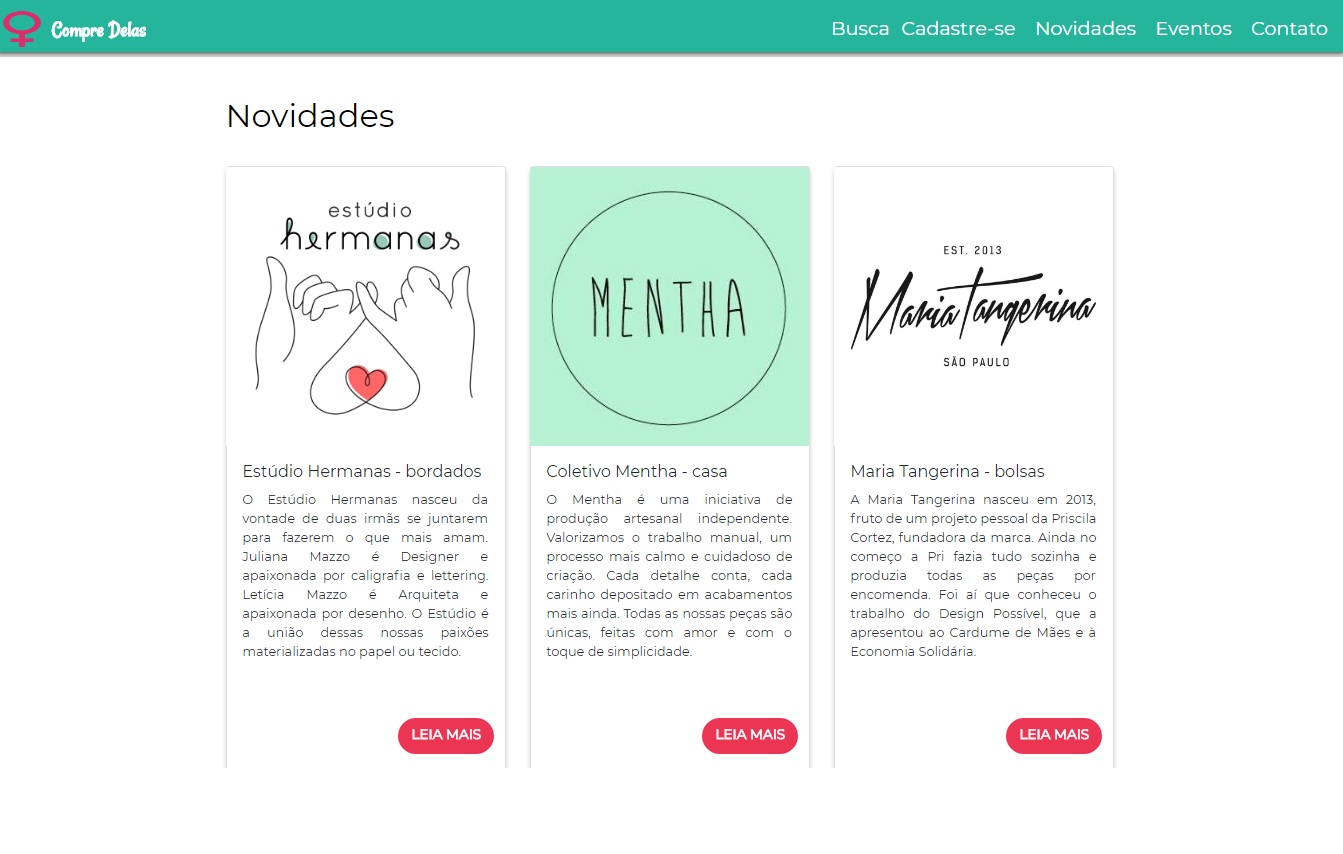 Compre Delas
Busca Cadastre-se Novidades Eventos Contato
Novidades
estúdio
hermanas
Estúdio Hermanas - bordados
O Estúdio Hermanas nasceu da
vontade de duas irmãs se juntarem
para fazerem o que mais amam.
Juliana Mazzo é Designer e
apaixonada por caligrafia e lettering.
Letícia Mazzo é Arquiteta e
apaixonada por desenho. O Estúdio é
a união dessas nossas paixões
materializadas no papel ou tecido.
LEIA MAIS
MENTHA
Coletivo Mentha - casa
O Mentha é uma iniciativa de
produção artesanal independente.
Valorizamos o trabalho manual, um
processo mais calmo e cuidadoso de
criação. Cada detalhe conta, cada
carinho depositado em acabamentos
mais ainda. Todas as nossas peças são
únicas, feitas com amor e com o
toque de simplicidade.
LEIA MAIS
EST. 2013
Maria Tangerina
SÃO PAULO
Maria Tangerina - bolsas
A Maria Tangerina nasceu em 2013,
fruto de um projeto pessoal da Priscila
Cortez, fundadora da marca. Ainda no
começo a Pri fazia tudo sozinha e
produzia todas as peças por
encomenda. Foi aí que conheceu o
trabalho do Design Possível, que a
apresentou ao Cardume de Mães e à
Economia Solidária.
LEIA MAIS